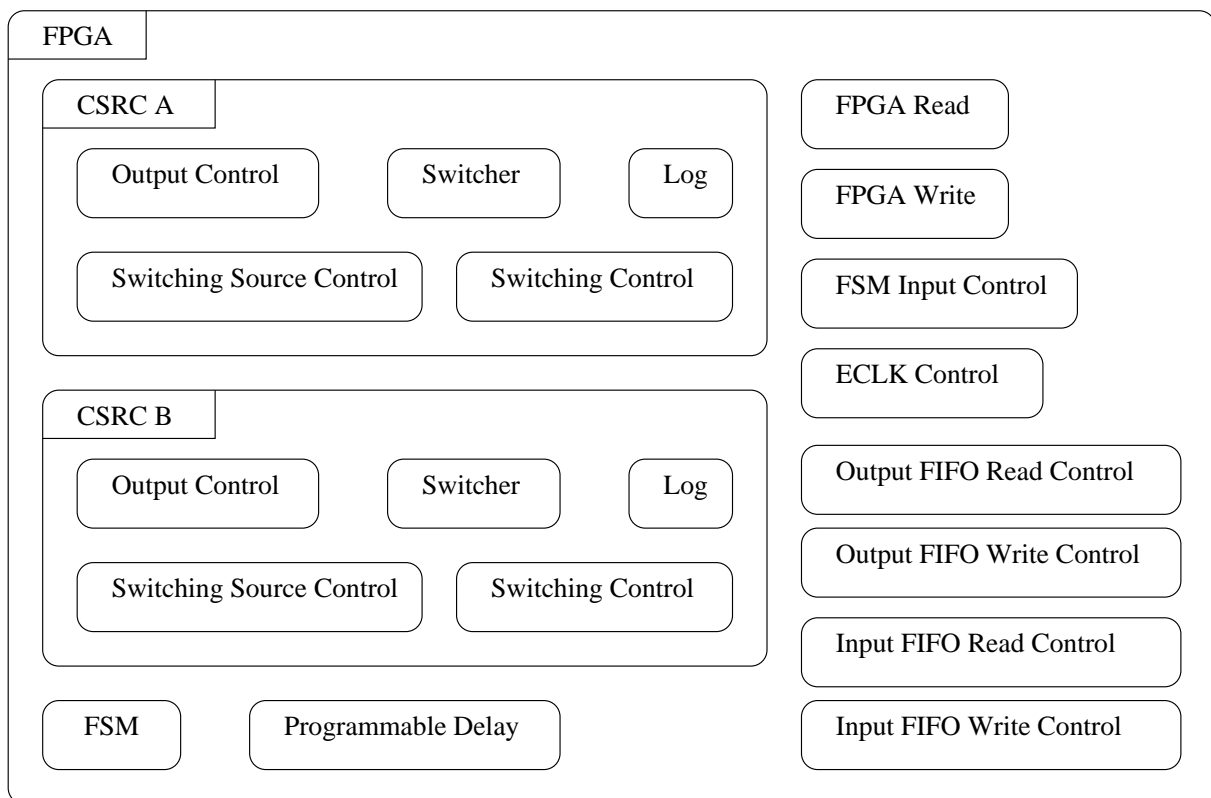 FPGA
CSRC A
Output Control
Switcher
Log
Switching Source Control
Switching Control
CSRC B
Output Control
Switcher
Log
Switching Source Control
Switching Control
FSM
Programmable Delay
FPGA Read
FPGA Write
FSM Input Control
ECLK Control
Output FIFO Read Control
Output FIFO Write Control
Input FIFO Read Control
Input FIFO Write Control